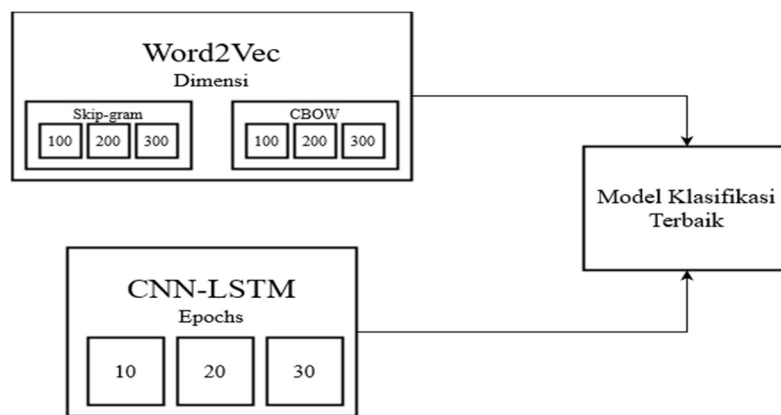 Word2Vec
Dimensi
Skip-gram
100 200 300
CBOW
100 200 300
Model Klasifikasi
Terbaik
CNN-LSTM
Epochs
10 20 30